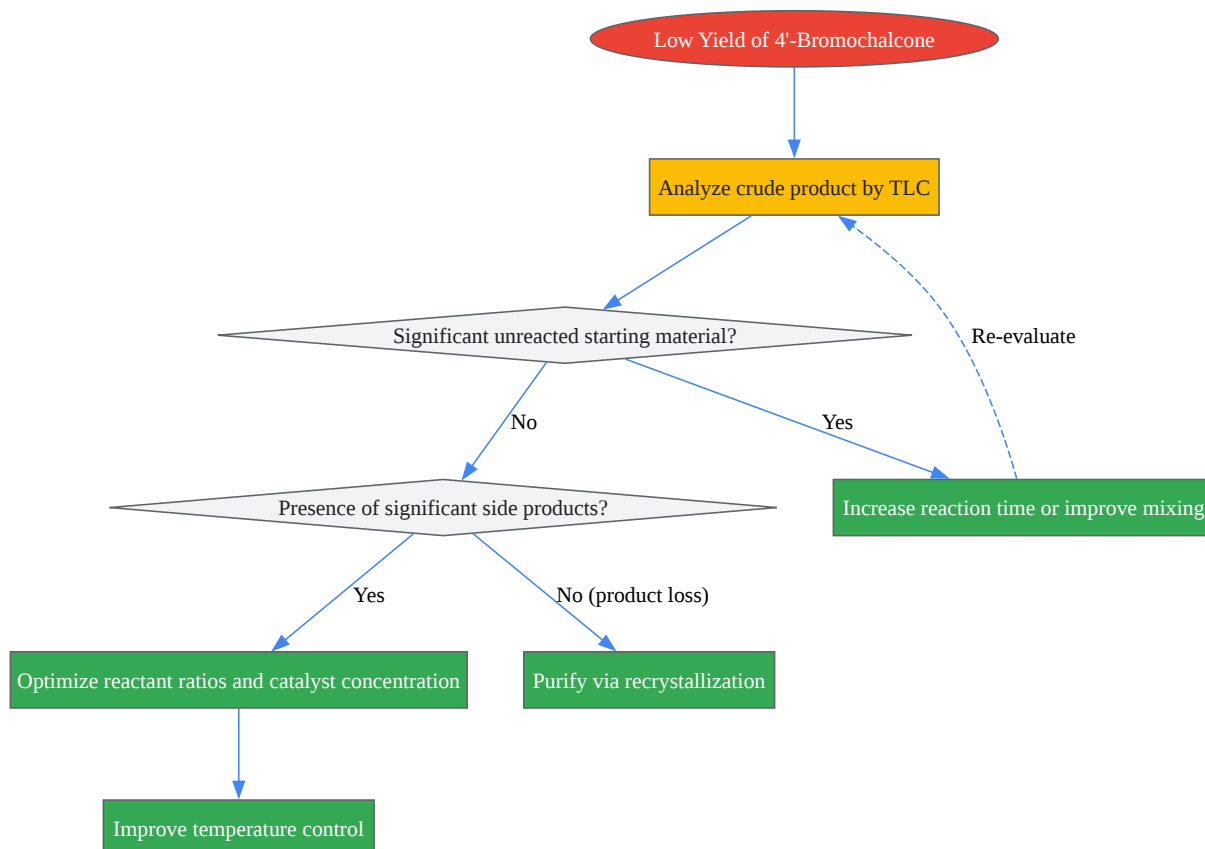 Low Yield of 4'-Bromochalcone
Analyze crude product by TLC
Significant unreacted starting material?
Re-evaluate
No
Yes
Presence of significant side products?
Increase reaction time or improve mixing
Yes
No (product loss)
Optimize reactant ratios and catalyst concentration
Purify via recrystallization
Improve temperature control